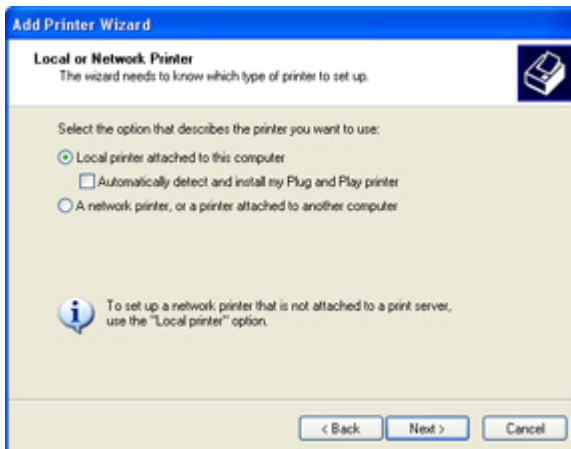 Add Printer Wizard
Local or Network Printer
The wizard needs to know which type of printer to set up.
Select the option that describes the printer you want to use:
Local printer attached to this computer
Automatically detect and install my Plug and Play printer
A network printer, or a printer attached to another computer
To set up a network printer that is not attached to a print server,
use the "Local printer" option.
< Back Next > Cancel